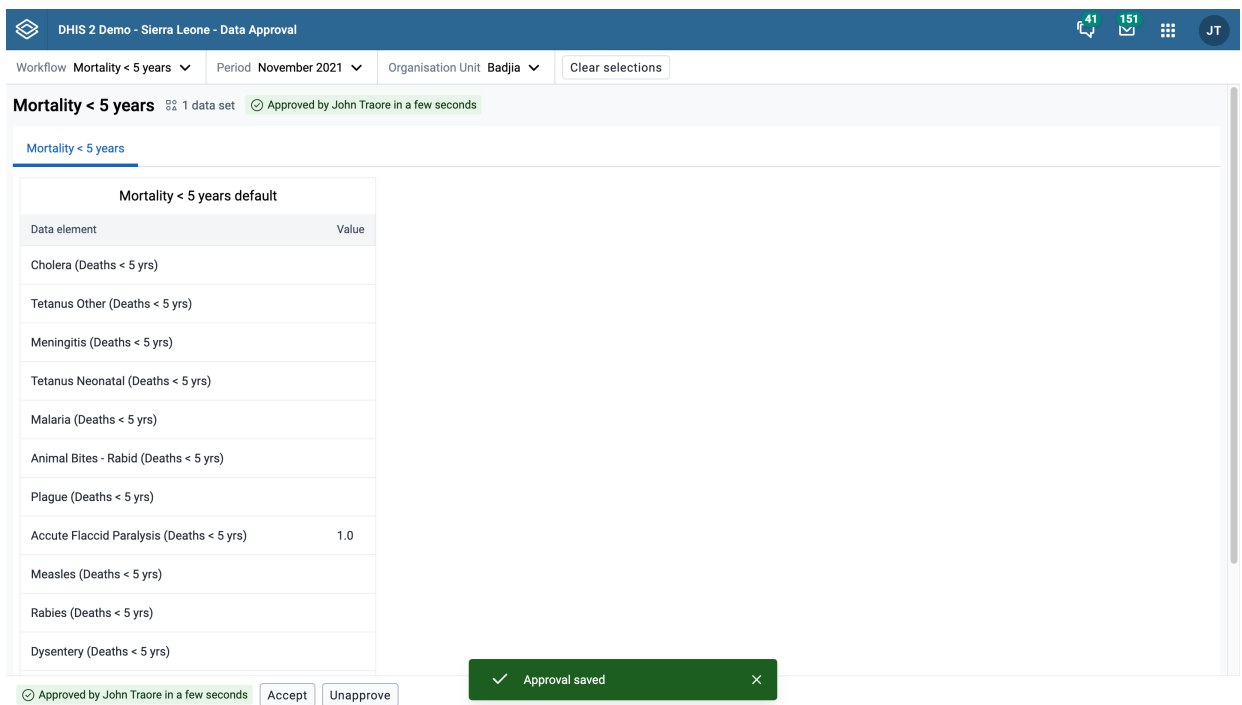 DHIS 2 Demo - Sierra Leone - Data Approval 41 151 JT
Workflow Mortality < 5 years Period November 2021 Organisation Unit Badjia Clear selections
Mortality < 5 years 1 data set Approved by John Traore in a few seconds
Mortality < 5 years
Mortality < 5 years default
Data element Value
Cholera (Deaths < 5 yrs)
Tetanus Other (Deaths < 5 yrs)
Meningitis (Deaths < 5 yrs)
Tetanus Neonatal (Deaths < 5 yrs)
Malaria (Deaths < 5 yrs)
Animal Bites - Rabid (Deaths < 5 yrs)
Plague (Deaths < 5 yrs)
Accute Flaccid Paralysis (Deaths < 5 yrs) 1.0
Measles (Deaths < 5 yrs)
Rabies (Deaths < 5 yrs)
Dysentery (Deaths < 5 yrs)
Approval saved
Approved by John Traore in a few seconds Accept Unapprove